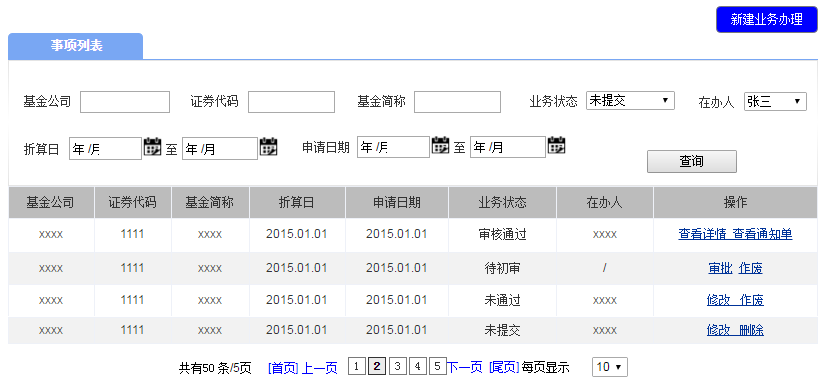 新建业务办理
事项列表
基金公司 证券代码 基金简称 业务状态 未提交 在办人 张三
折算日 年 /月 至 年 /月 申请日期 年 /月 至 年 /月
查询
基金公司 证券代码 基金简称 折算日 申请日期 业务状态 在办人 操作
xxxx 1111 xxxx 2015.01.01 2015.01.01 审核通过 xxxx 查看详情 查看通知单
xxxx 1111 xxxx 2015.01.01 2015.01.01 待初审 / 审批 作废
xxxx 1111 xxxx 2015.01.01 2015.01.01 未通过 xxxx 修改 作废
xxxx 1111 xxxx 2015.01.01 2015.01.01 未提交 xxxx 修改 删除
共有50 条/5页 [首页] 上一页 1 2 3 4 5 下一页 [尾页] 每页显示 10